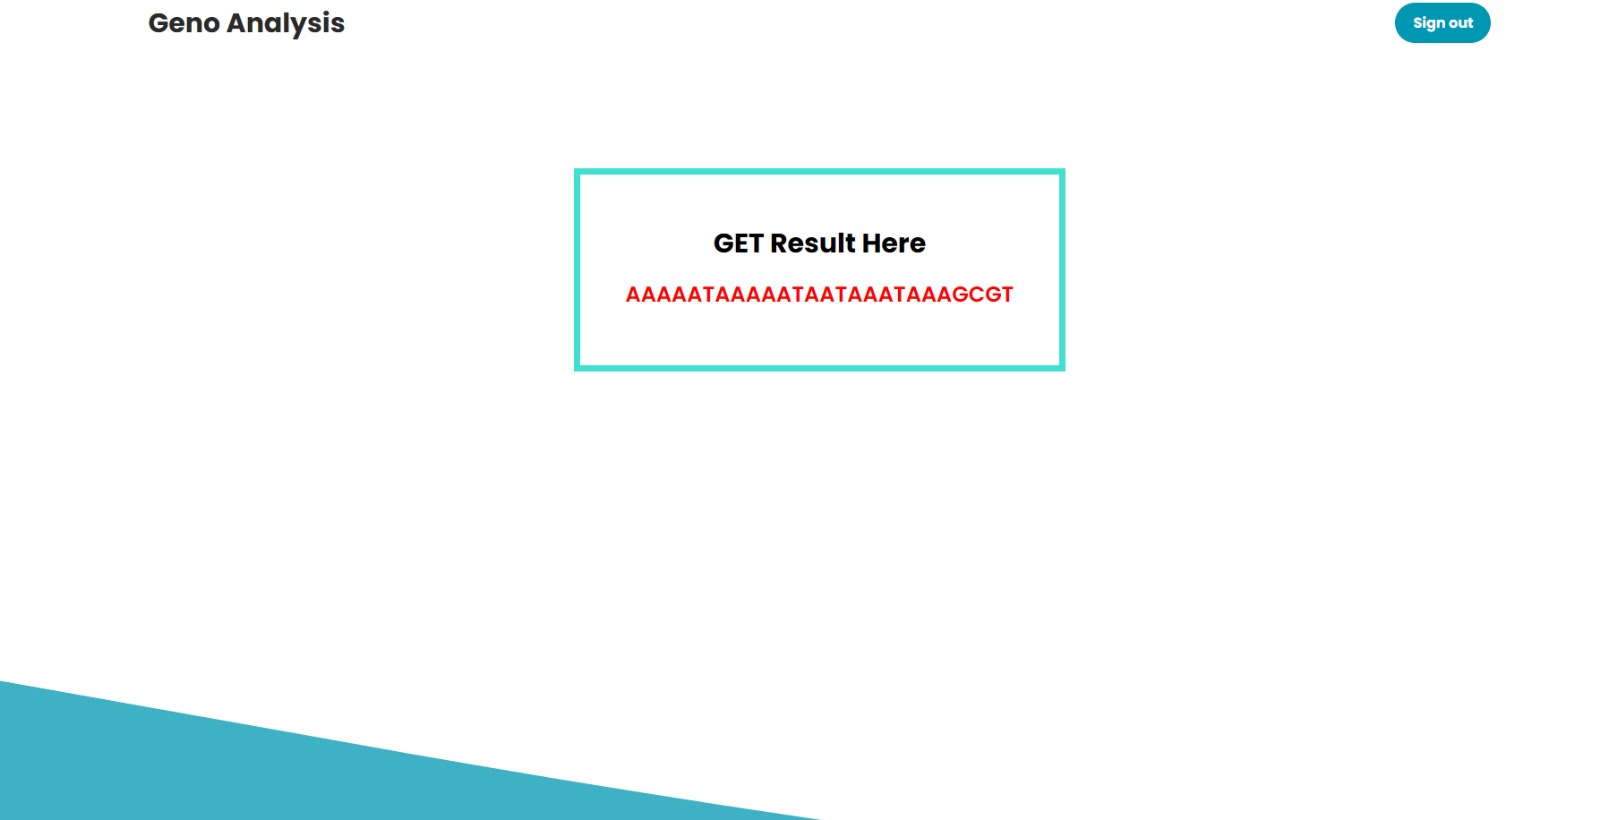 Geno Analysis
Sign out
GET Result Here
AAAAATAAAAATAATAAATAAAGCGT